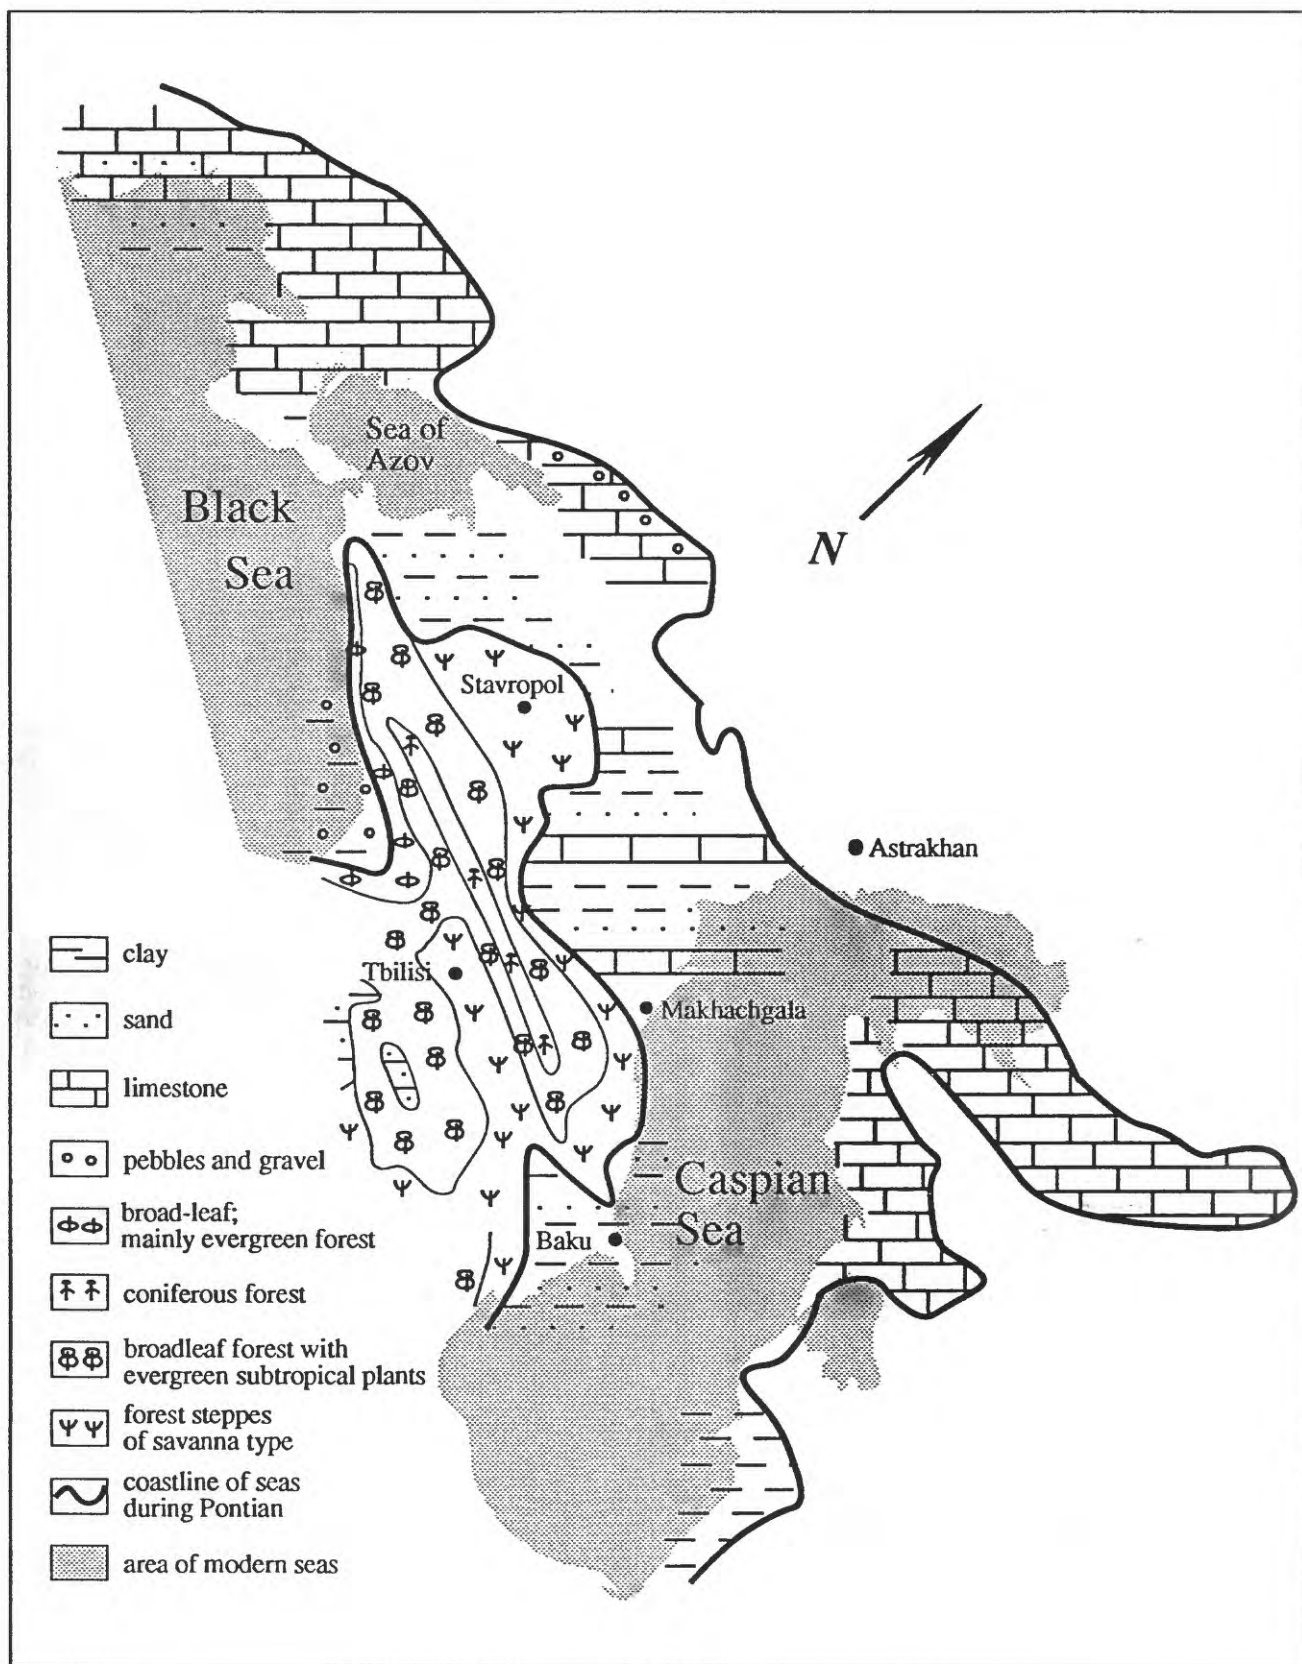 Sea of
Azov
Black
Sea
N
Stavropol
Astrakhan
Tbilisi
Makhachgala
Caspian
Sea
Baku
clay
sand
limestone
pebbles and gravel
broad-leaf;
mainly evergreen forest
coniferous forest
broadleaf forest with
evergreen subtropical plants
forest steppes
of savanna type
coastline of seas
during Pontian
area of modern seas